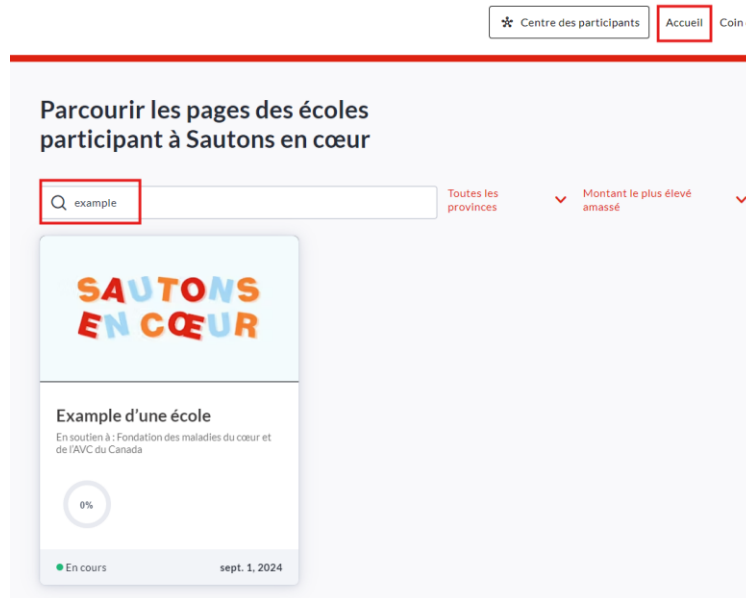 Centre des participants Accueil Coin
Parcourir les pages des écoles
participant à Sautons en cœur
example
Toutes les
provinces
Montant le plus élevé
amassé
SAUTONS
EN CŒUR
Example d'une école
En soutien à : Fondation des maladies du cœur et
de l'AVC du Canada
0%
En cours sept. 1, 2024